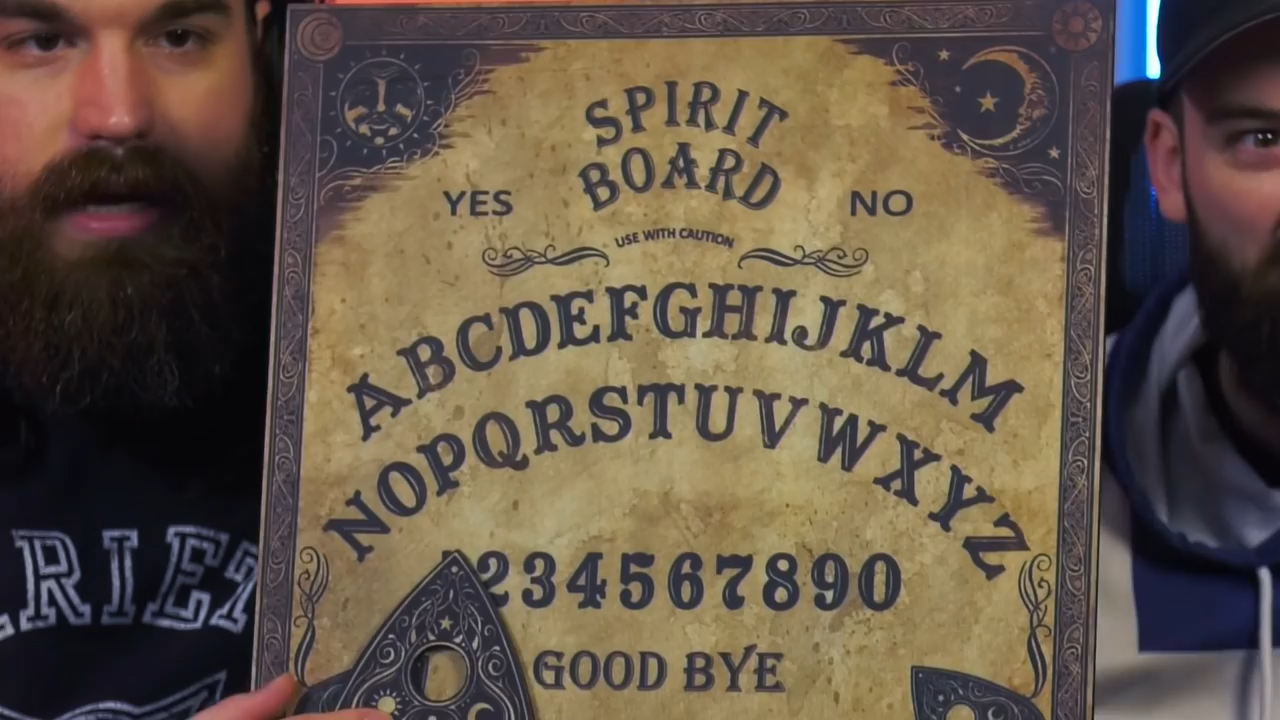 SPIRIT
BOARD
YES
NO
USE WITH CAUTION
ABCDEFGHIJKLM
NOPQRSTUVWXYZ
234567890
GOOD BYE